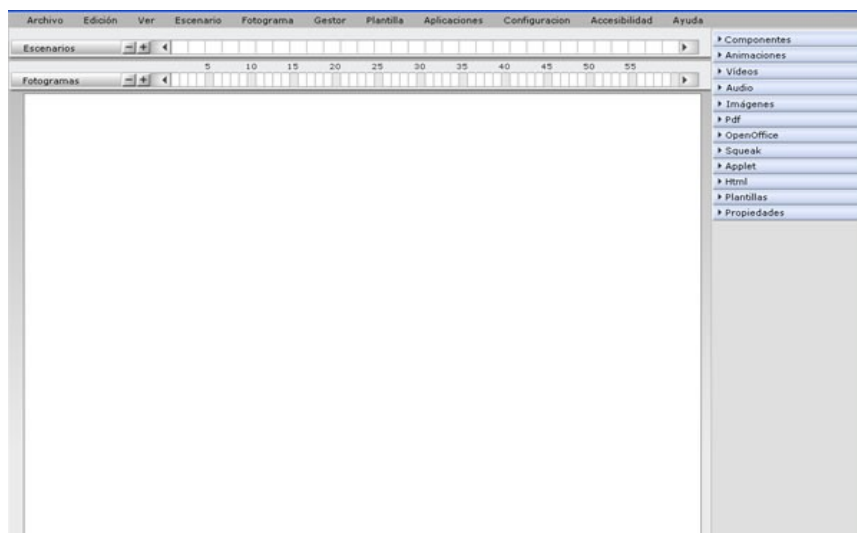 Archivo Edición Ver Escenario Fotograma Gestor Plantilla Aplicaciones Configuracion Accesibilidad Ayuda
Escenarios - +
5 10 15 20 25 30 35 40 45 50 55
Fotogramas - +
Componentes
Animaciones
Vídeos
Audio
Imágenes
Pdf
OpenOffice
Squeak
Applet
Html
Plantillas
Propiedades